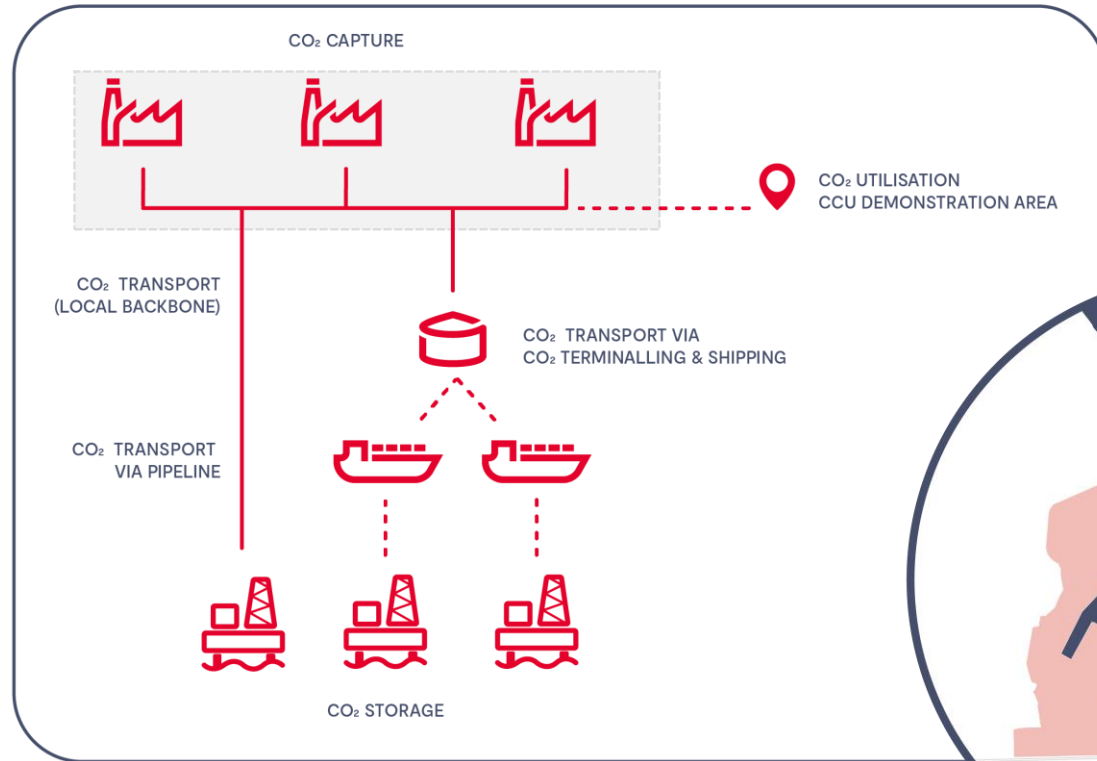 CO₂ CAPTURE
CO₂ UTILISATION
CCU DEMONSTRATION AREA
CO₂ TRANSPORT
(LOCAL BACKBONE)
CO₂ TRANSPORT VIA
CO₂ TERMINALLING & SHIPPING
CO₂ TRANSPORT
VIA PIPELINE
CO₂ STORAGE